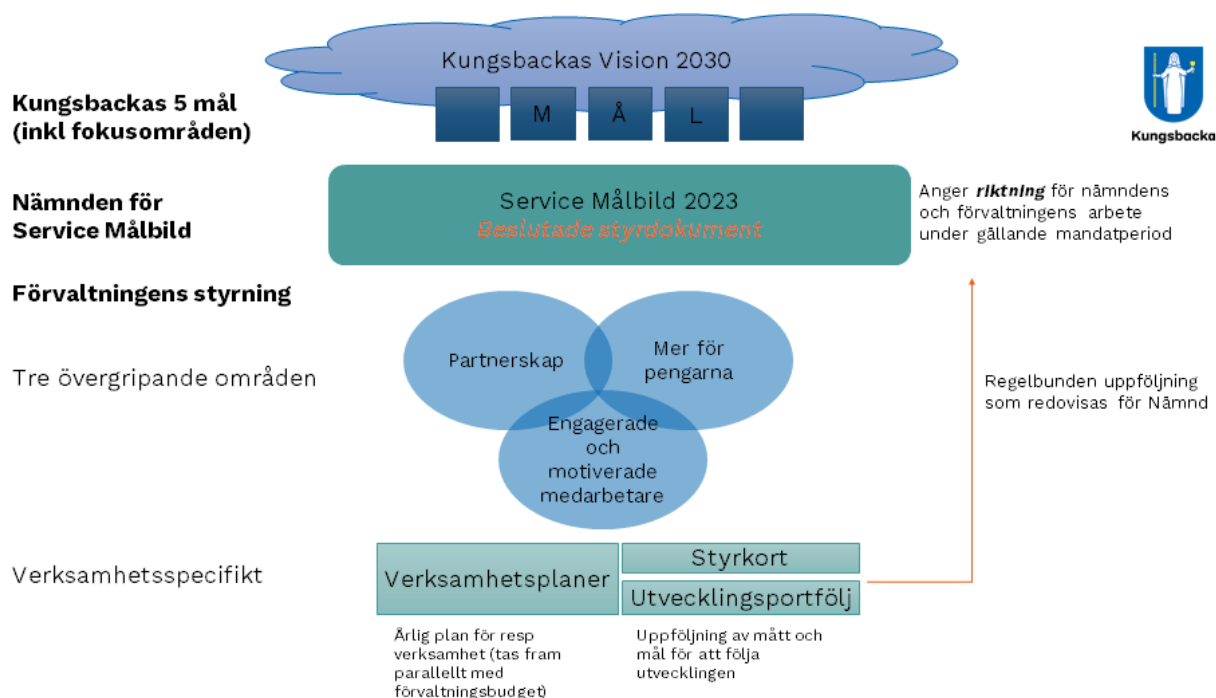 Kungsbackas Vision 2030
Kungsbackas 5 mål
(inkl fokusområden)
M Å L
Kungsbacka
Nämnden för
Service Målbild
Service Målbild 2023
Beslutade styrdokument
Anger riktning för nämndens
och förvaltningens arbete
under gällande mandatperiod
Förvaltningens styrning
Tre övergripande områden
Partnerskap
Mer för
pengarna
Engagerade
och
motiverade
medarbetare
Regelbunden uppföljning
som redovisas för Nämnd
Verksamhetsspecifikt
Verksamhetsplaner
Styrkort
Utvecklingsportfölj
Årlig plan för resp
verksamhet (tas fram
parallellt med
förvaltningsbudget)
Uppföljning av mått och
mål för att följa
utvecklingen